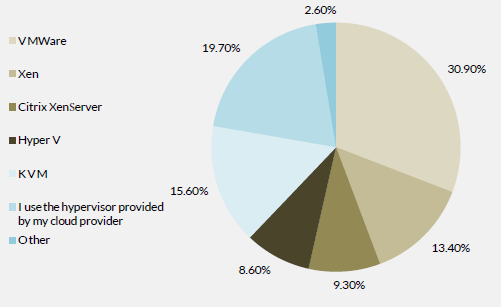 2.60%
VMWare
19.70%
30.90%
Xen
Citrix XenServer
Hyper V
KVM
15.60%
I use the hypervisor provided
by my cloud provider
Other
13.40%
8.60%
9.30%